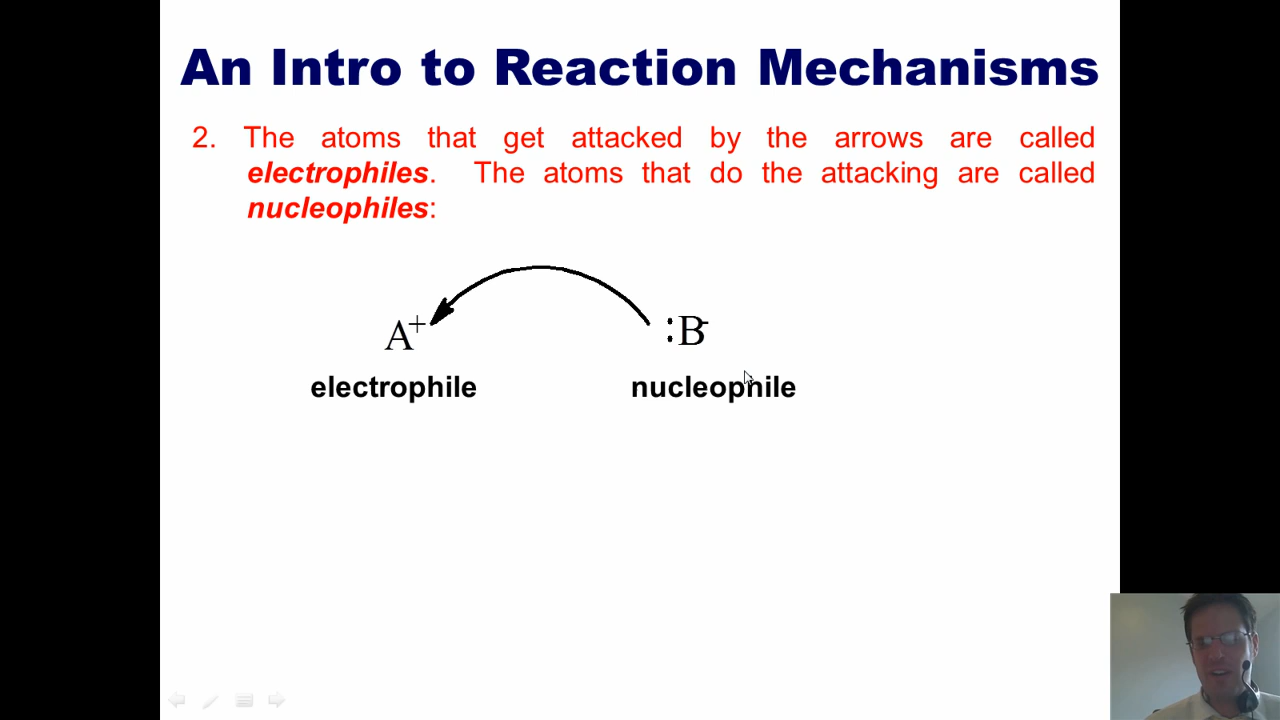 An Intro to Reaction Mechanisms
2. The atoms that get attacked by the arrows are called
electrophiles. The atoms that do the attacking are called
nucleophiles:
A+ :B-
electrophile nucleophile